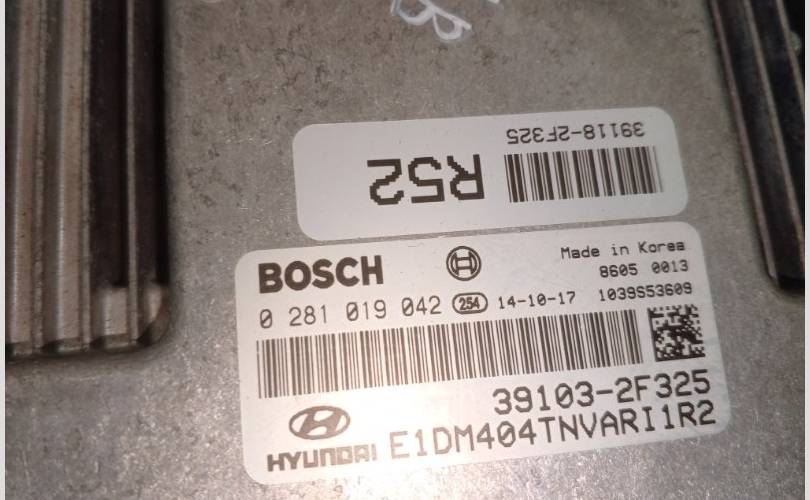 39118-2F325
R52
BOSCH
Made in Korea
8605 0013
0 281 019 042 254 14-10-17 1039S53609
39103-2F325
HYUNDAI E1DM404TNVARI1R2